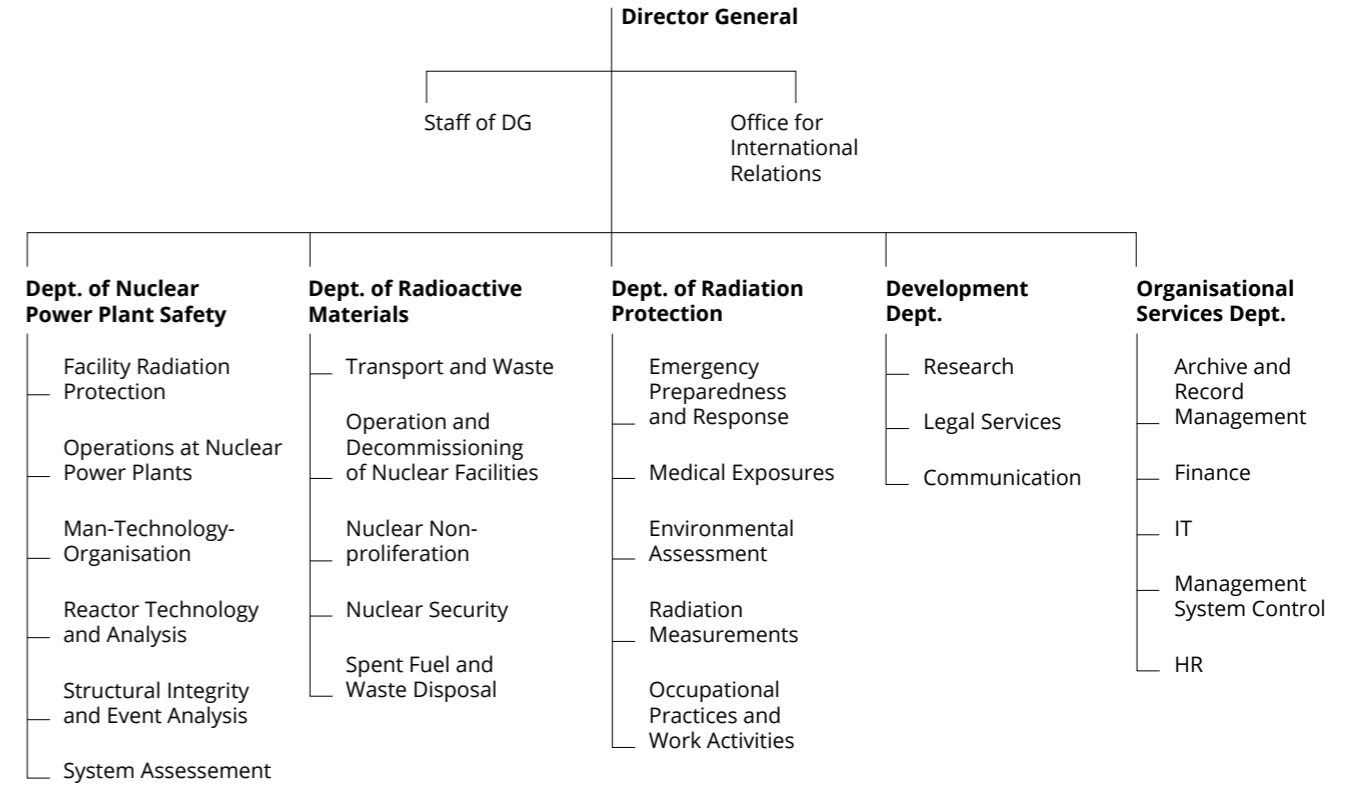 Director General
Staff of DG
Office for
International
Relations
Dept. of Nuclear
Power Plant Safety
Facility Radiation
Protection
Operations at Nuclear
Power Plants
Man-Technology-
Organisation
Reactor Technology
and Analysis
Structural Integrity
and Event Analysis
System Assessement
Dept. of Radioactive
Materials
Transport and Waste
Operation and
Decommissioning
of Nuclear Facilities
Nuclear Non-
proliferation
Nuclear Security
Spent Fuel and
Waste Disposal
Dept. of Radiation
Protection
Emergency
Preparedness
and Response
Medical Exposures
Environmental
Assessment
Radiation
Measurements
Occupational
Practices and
Work Activities
Development
Dept.
Research
Legal Services
Communication
Organisational
Services Dept.
Archive and
Record
Management
Finance
IT
Management
System Control
HR